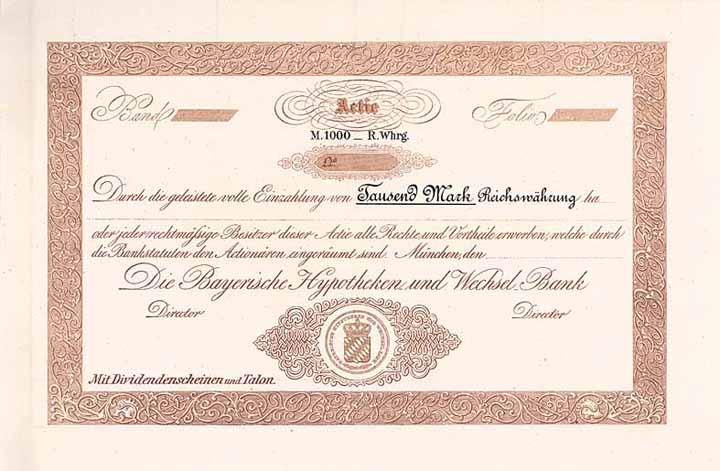 Band
Actie
Folio
M. 1000 _ R. Whrg.
No
Durch die geleistete volle Einzahlung von Tausend Mark Reichswährung ha
oder jeder rechtmässige Besitzer dieser Actie alle Rechte und Vortheile erworben, welche durch
die Bankstatuten den Actionären eingeräumt sind. München, den
Die Bayerische Hypotheken und Wechsel Bank
Director
Director
Mit Dividendenscheinen und Talon.